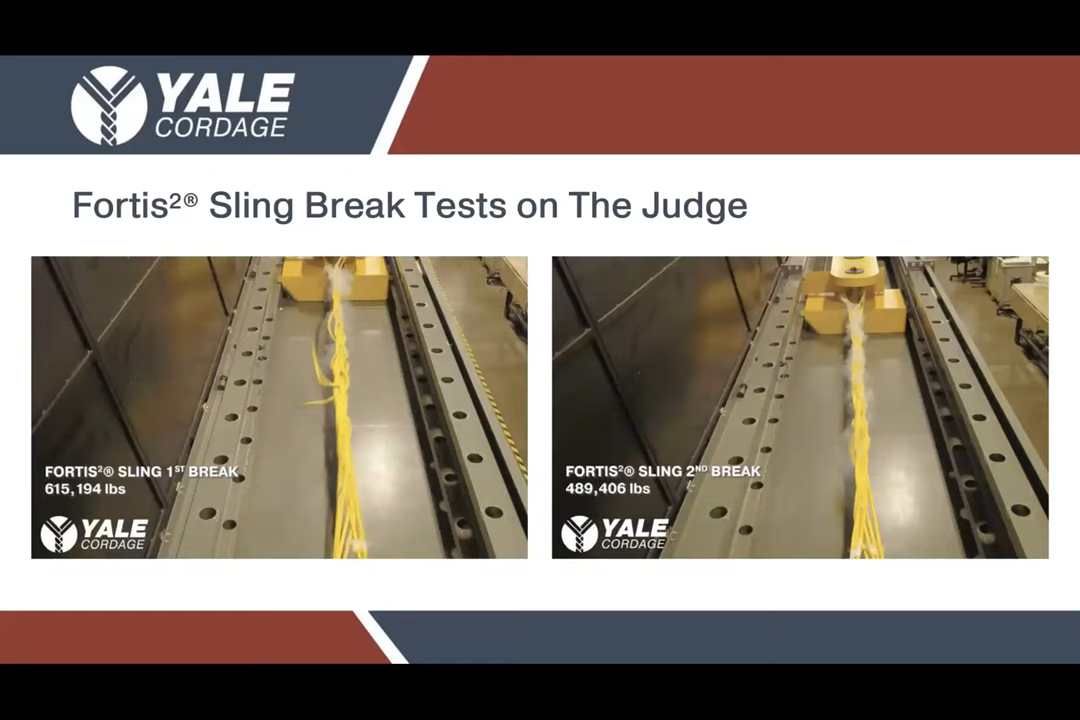 YALE
CORDAGE
Fortis²® Sling Break Tests on The Judge
FORTIS²® SLING 1ST BREAK
615,194 lbs
YALE
CORDAGE
FORTIS²® SLING 2ND BREAK
489,406 lbs
YALE
CORDAGE